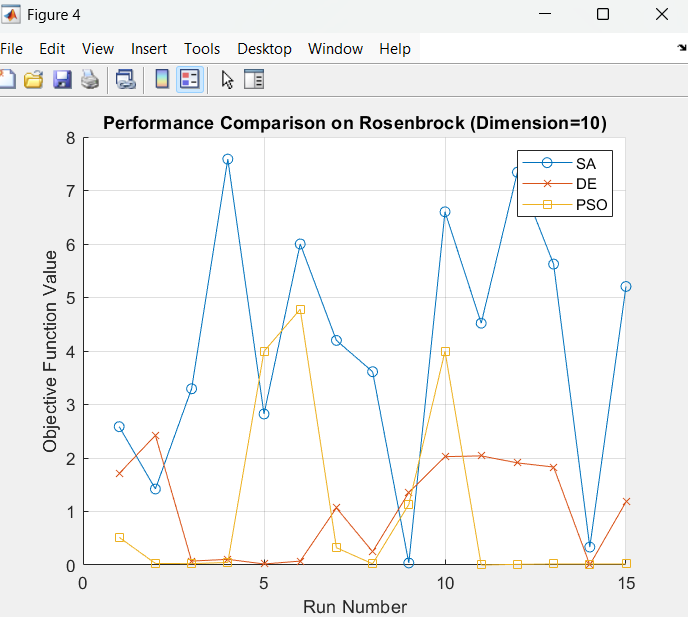 Figure 4
File Edit View Insert Tools Desktop Window Help
Performance Comparison on Rosenbrock (Dimension=10)
SA
DE
PSO
Objective Function Value
8
7
6
5
4
3
2
1
0
0 5 10 15
Run Number